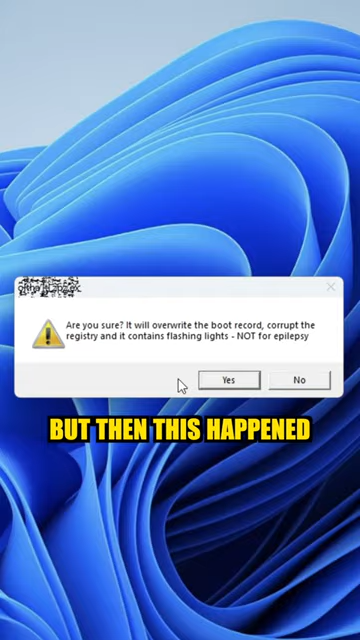 Are you sure? It will overwrite the boot record, corrupt the
registry and it contains flashing lights - NOT for epilepsy
Yes
No
BUT THEN THIS HAPPENED